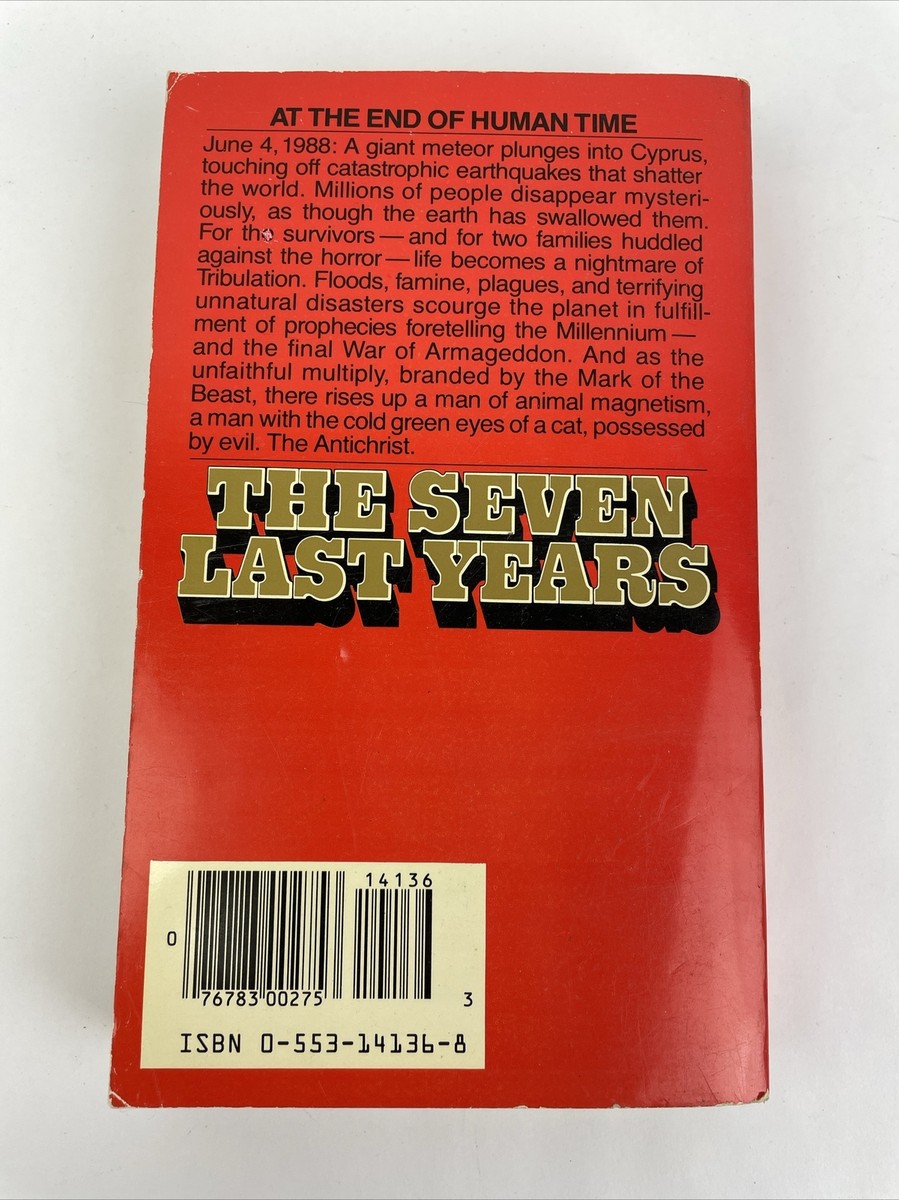 AT THE END OF HUMAN TIME
June 4, 1988: A giant meteor plunges into Cyprus,
touching off catastrophic earthquakes that shatter
the world. Millions of people disappear mysteri-
ously, as though the earth has swallowed them.
For the survivors — and for two families huddled
against the horror — life becomes a nightmare of
Tribulation. Floods, famine, plagues, and terrifying
unnatural disasters scourge the planet in fulfill-
ment of prophecies foretelling the Millennium —
and the final War of Armageddon. And as the
unfaithful multiply, branded by the Mark of the
Beast, there rises up a man of animal magnetism,
a man with the cold green eyes of a cat, possessed
by evil. The Antichrist.
THE SEVEN
LAST YEARS
14136
0
76783 00275
3
ISBN 0-553-14136-8